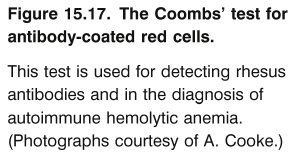 Figure 15.17. The Coombs' test for
antibody-coated red cells.
This test is used for detecting rhesus
antibodies and in the diagnosis of
autoimmune hemolytic anemia.
(Photographs courtesy of A. Cooke.)